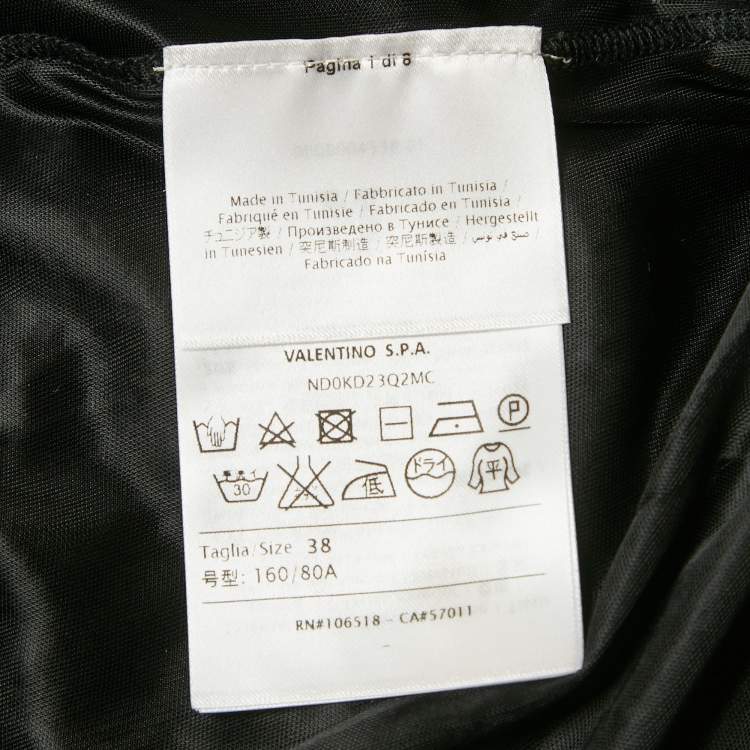 Pagina 1 di 8
Made in Tunisia / Fabbricato in Tunisia /
Fabriqué en Tunisie / Fabricado en Tunisia /
チュニジア製 / Произведено в Тунисе / Hergestellt
in Tunesien / 突尼斯制造 / 突尼斯製造 / صنع في تونس /
Fabricado na Tunísia
VALENTINO S.P.A.
ND0KD23Q2MC
P
30 低 ドライ 平
Taglia/Size 38
号型: 160/80A
RN#106518 - CA#57011